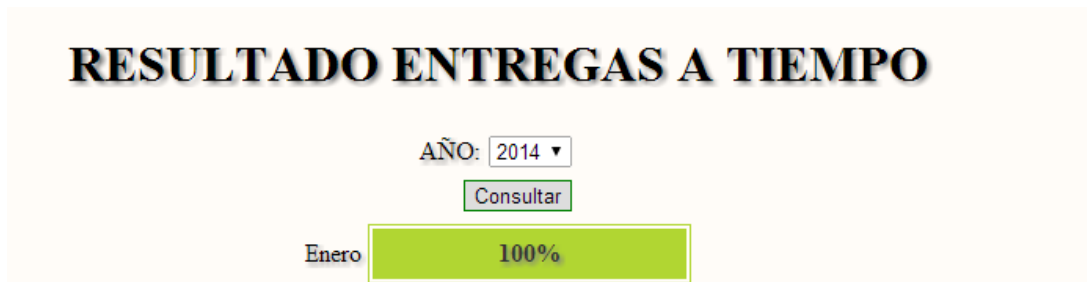 RESULTADO ENTREGAS A TIEMPO
AÑO: 2014
Consultar
Enero 100%